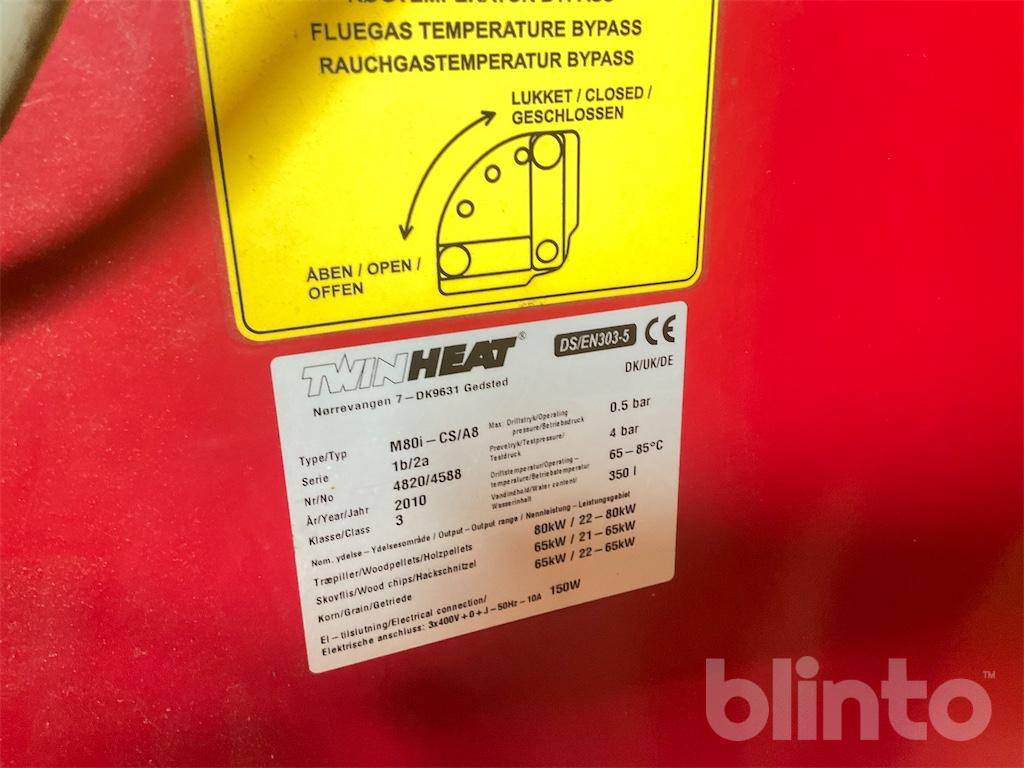 FLUEGAS TEMPERATURE BYPASS
RAUCHGASTEMPERATUR BYPASS
LUKKET / CLOSED /
GESCHLOSSEN
ÅBEN / OPEN /
OFFEN
TWINHEAT®
DS/EN303-5 CE
Nørrevangen 7-DK9631 Gedsted
DK/UK/DE
Type/Typ M80i-CS/A8
Serie 1b/2a
Nr/No 4820/4588
År/Year/Jahr 2010
Klasse/Class 3
Max: Driftstryk/Operating
pressure/Betriebsdruck 0.5 bar
Prøvetryk/Testpressure/
Testdruck 4 bar
Driftstemperatur/Operating-
temperature/Betriebstemperatur 65-85°C
Vandindhold/Water content/
Wasserinhalt 350 l
Nom. ydelse-Ydelsesområde / Output-Output range / Nennleistung-Leistungsgebiet
Træpiller/Woodpellets/Holzpellets 80kW / 22-80kW
Skovflis/Wood chips/Hackschnitzel 65kW / 21-65kW
Korn/Grain/Getriede 65kW / 22-65kW
El-tilslutning/Electrical connection/
Elektrische anschluss: 3x400V+0+J-50Hz-10A 150W
blinto™